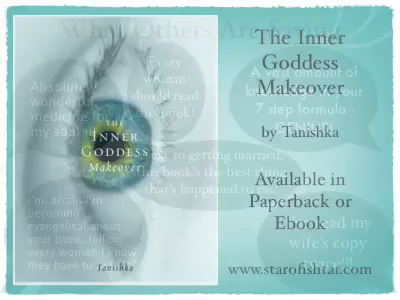 What Others Are Saying
The Inner
Goddess
Makeover
by Tanishka
Available in
Paperback or
Ebook
www.starofishtar.com
THE
INNER
GODDESS
Makeover
Tanishka
Every
woman
should read
this book!
Absolute
wonderful
medicine for
my soul
A vast amount of
your
7 step formula -
Next to getting married,
this book's the best thing
that's happened to me.
I'm afraid I'm
becoming
evangelical about
your book, telling
every woman I know
they have to
read my
wife's copy